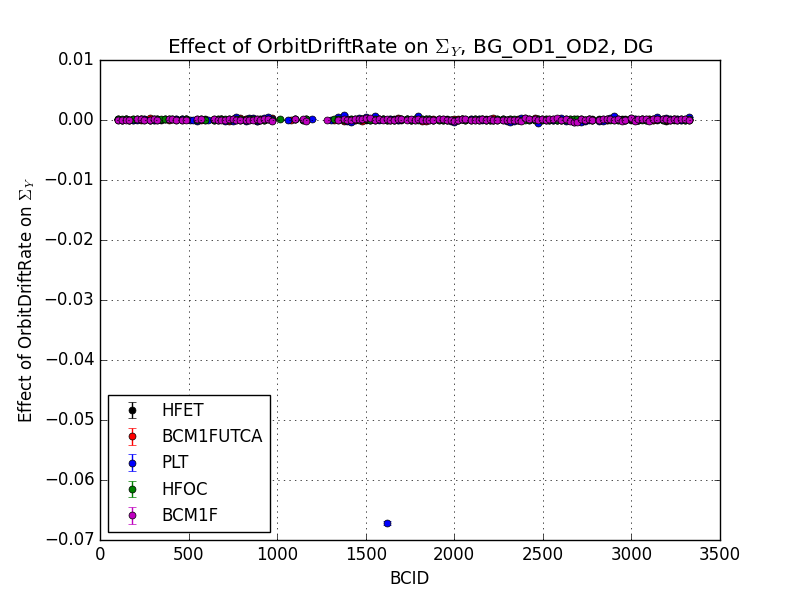 Effect of OrbitDriftRate on Σ_Y, BG_OD1_OD2, DG
Effect of OrbitDriftRate on Σ_Y
0.01
0.00
−0.01
−0.02
−0.03
−0.04
−0.05
−0.06
−0.07
HFET
BCM1FUTCA
PLT
HFOC
BCM1F
0 500 1000 1500 2000 2500 3000 3500
BCID